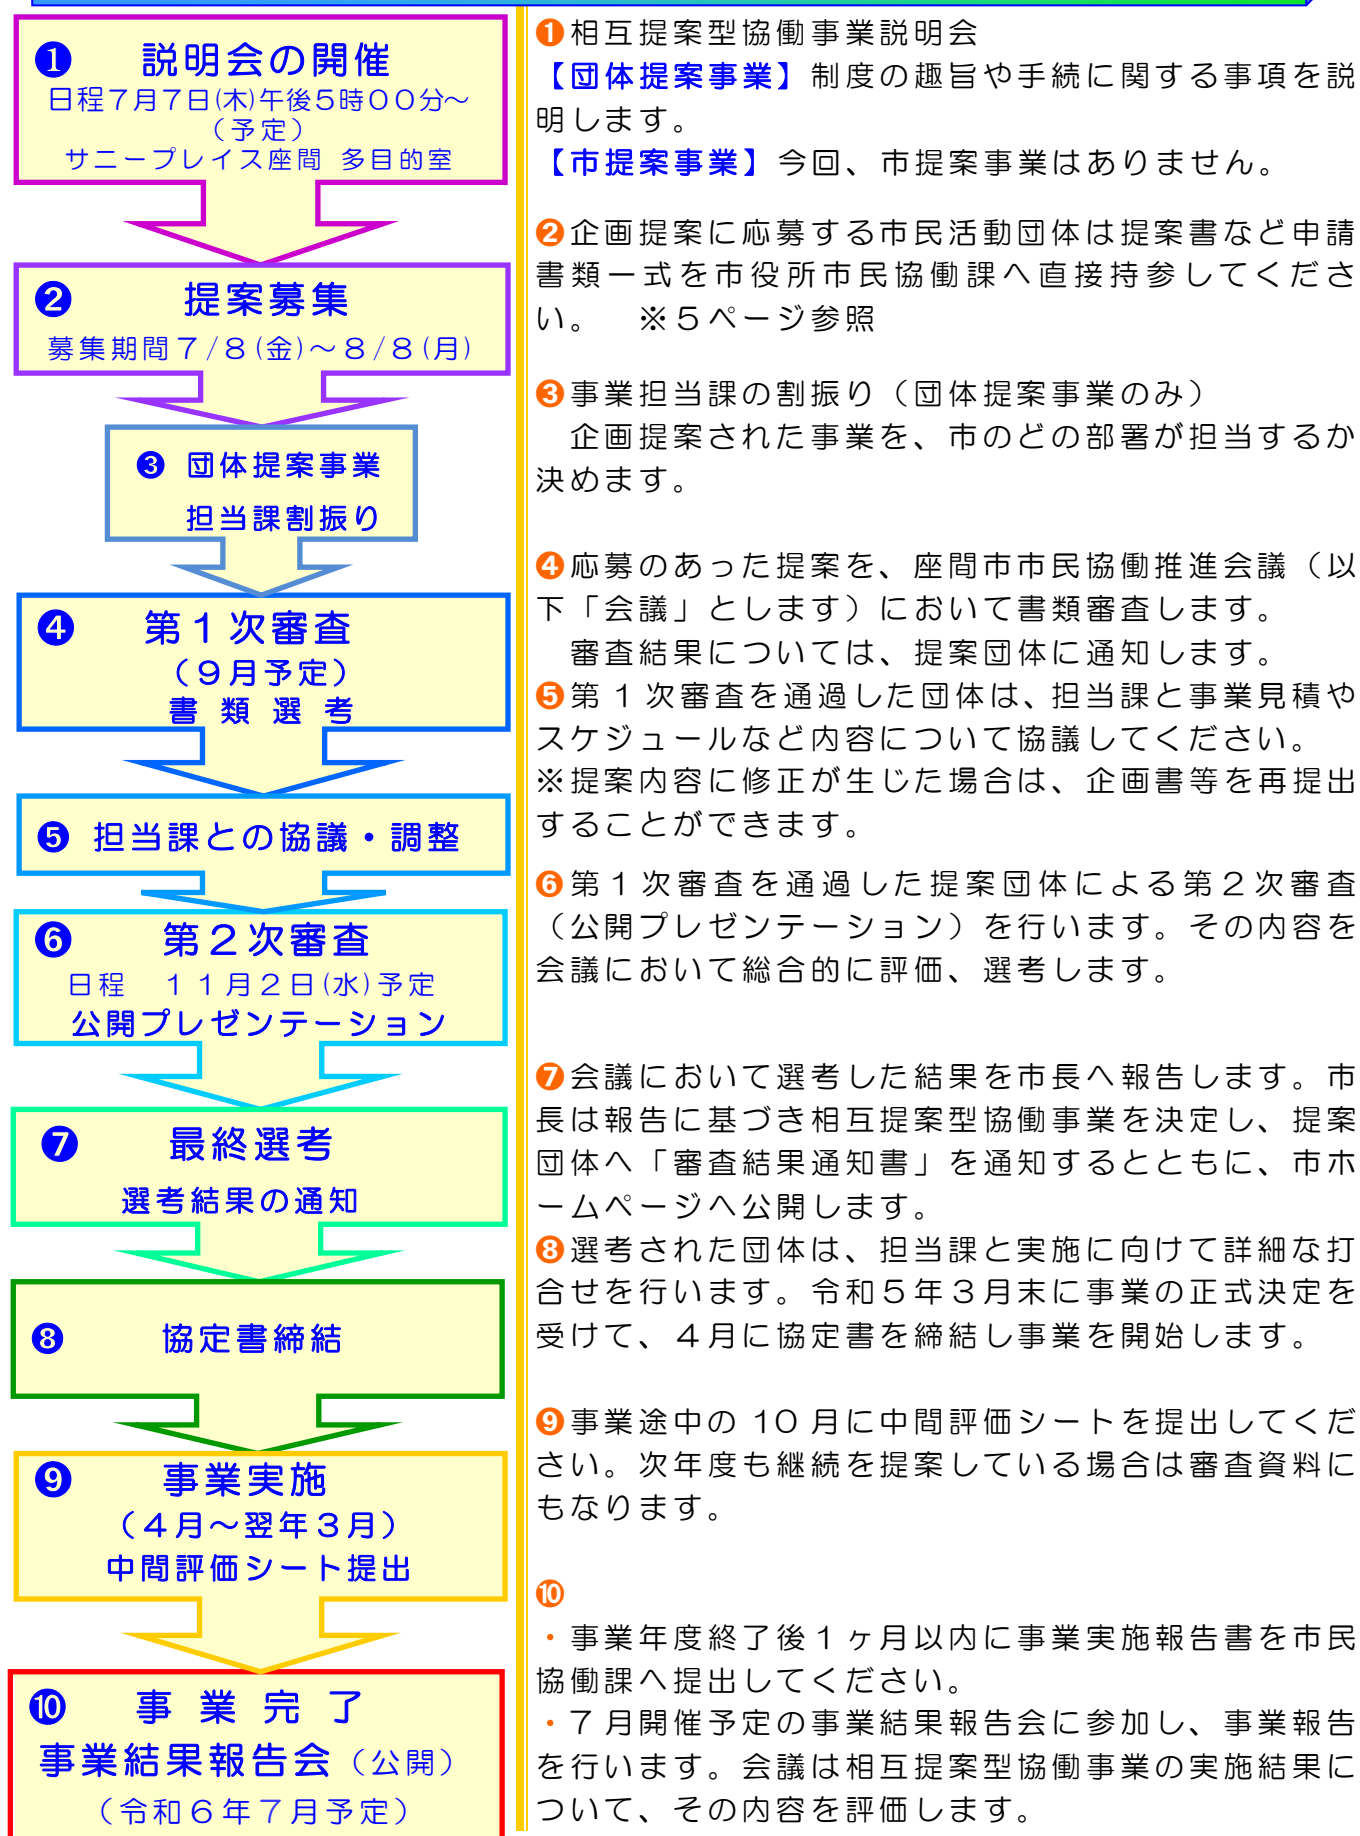 ❶ 説明会の開催
日程７月７日(木)午後５時００分～
（予定）
サニープレイス座間 多目的室
❷ 提案募集
募集期間７/８(金)～８/８(月)
❸ 団体提案事業
担当課割振り
❹ 第１次審査
（９月予定）
書 類 選 考
❺ 担当課との協議・調整
❻ 第２次審査
日程 １１月２日(水)予定
公開プレゼンテーション
❼ 最終選考
選考結果の通知
❽ 協定書締結
❾ 事業実施
（４月～翌年３月）
中間評価シート提出
❿ 事 業 完 了
事業結果報告会（公開）
（令和６年７月予定）
❶相互提案型協働事業説明会
【団体提案事業】制度の趣旨や手続に関する事項を説
明します。
【市提案事業】今回、市提案事業はありません。
❷企画提案に応募する市民活動団体は提案書など申請
書類一式を市役所市民協働課へ直接持参してくださ
い。 ※５ページ参照
❸事業担当課の割振り（団体提案事業のみ）
企画提案された事業を、市のどの部署が担当するか
決めます。
❹応募のあった提案を、座間市市民協働推進会議（以
下「会議」とします）において書類審査します。
審査結果については、提案団体に通知します。
❺第 1 次審査を通過した団体は、担当課と事業見積や
スケジュールなど内容について協議してください。
※提案内容に修正が生じた場合は、企画書等を再提出
することができます。
❻第１次審査を通過した提案団体による第２次審査
（公開プレゼンテーション）を行います。その内容を
会議において総合的に評価、選考します。
❼会議において選考した結果を市長へ報告します。市
長は報告に基づき相互提案型協働事業を決定し、提案
団体へ「審査結果通知書」を通知するとともに、市ホ
ームページへ公開します。
❽選考された団体は、担当課と実施に向けて詳細な打
合せを行います。令和５年３月末に事業の正式決定を
受けて、４月に協定書を締結し事業を開始します。
❾事業途中の 10 月に中間評価シートを提出してくだ
さい。次年度も継続を提案している場合は審査資料に
もなります。
❿
・事業年度終了後１ヶ月以内に事業実施報告書を市民
協働課へ提出してください。
・７月開催予定の事業結果報告会に参加し、事業報告
を行います。会議は相互提案型協働事業の実施結果に
ついて、その内容を評価します。